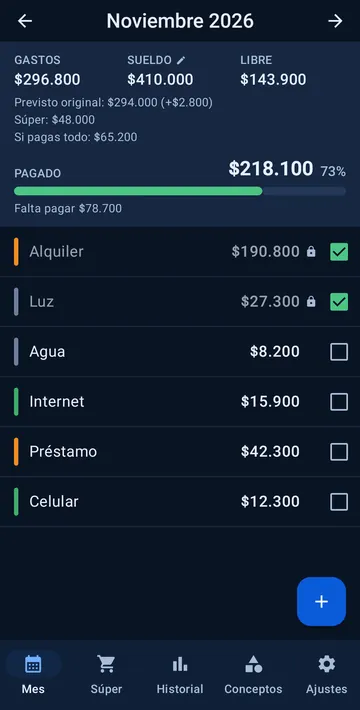 Noviembre 2026
GASTOS SUELDO LIBRE
$296.800 $410.000 $143.900
Previsto original: $294.000 (+$2.800)
Súper: $48.000
Si pagas todo: $65.200
PAGADO $218.100 73%
Falta pagar $78.700
Alquiler $190.800
Luz $27.300
Agua $8.200
Internet $15.900
Préstamo $42.300
Celular $12.300
Mes Súper Historial Conceptos Ajustes